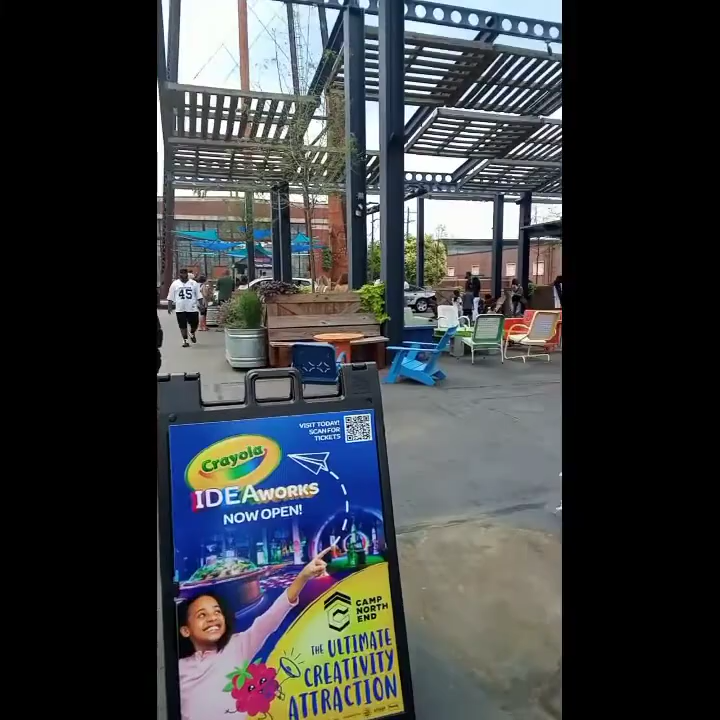 45
VISIT TODAY!
SCAN FOR
TICKETS
Crayola
IDEAWORKS
NOW OPEN!
CAMP
NORTH
END
THE ULTIMATE
CREATIVITY
ATTRACTION